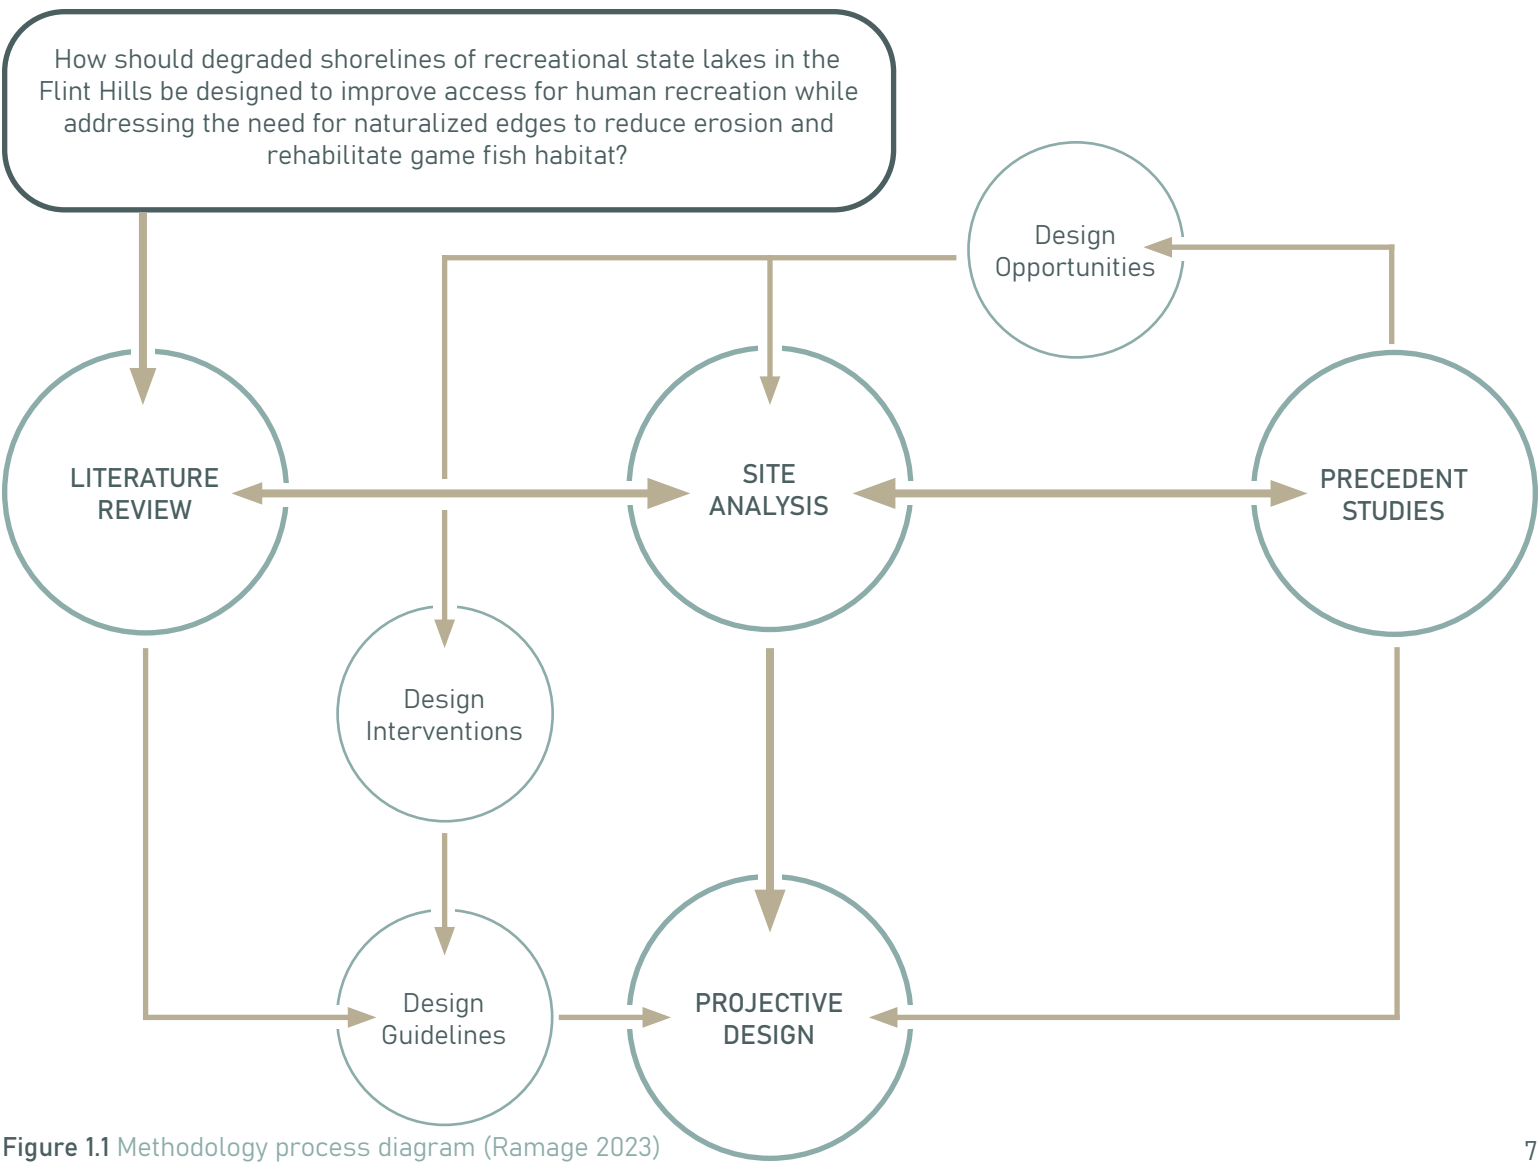 How should degraded shorelines of recreational state lakes in the
Flint Hills be designed to improve access for human recreation while
addressing the need for naturalized edges to reduce erosion and
rehabilitate game fish habitat?
Design
Opportunities
LITERATURE
REVIEW
SITE
ANALYSIS
PRECEDENT
STUDIES
Design
Interventions
Design
Guidelines
PROJECTIVE
DESIGN
Figure 1.1 Methodology process diagram (Ramage 2023)
7